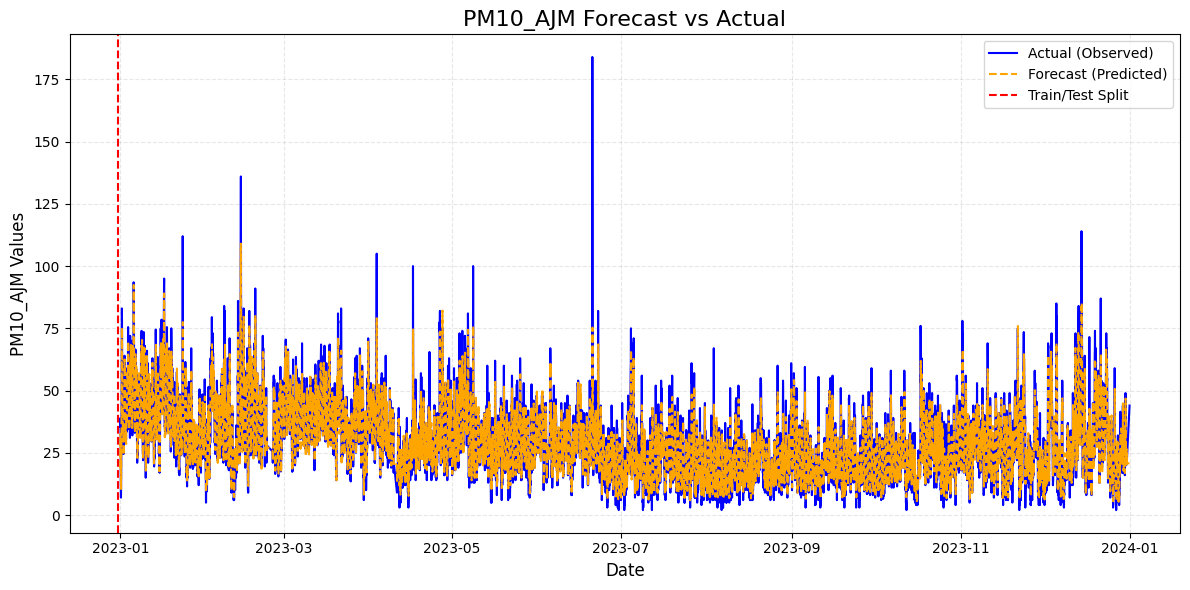 PM10_AJM Forecast vs Actual
Actual (Observed)
Forecast (Predicted)
Train/Test Split
PM10_AJM Values
175
150
125
100
75
50
25
0
2023-01
2023-03
2023-05
2023-07
2023-09
2023-11
2024-01
Date